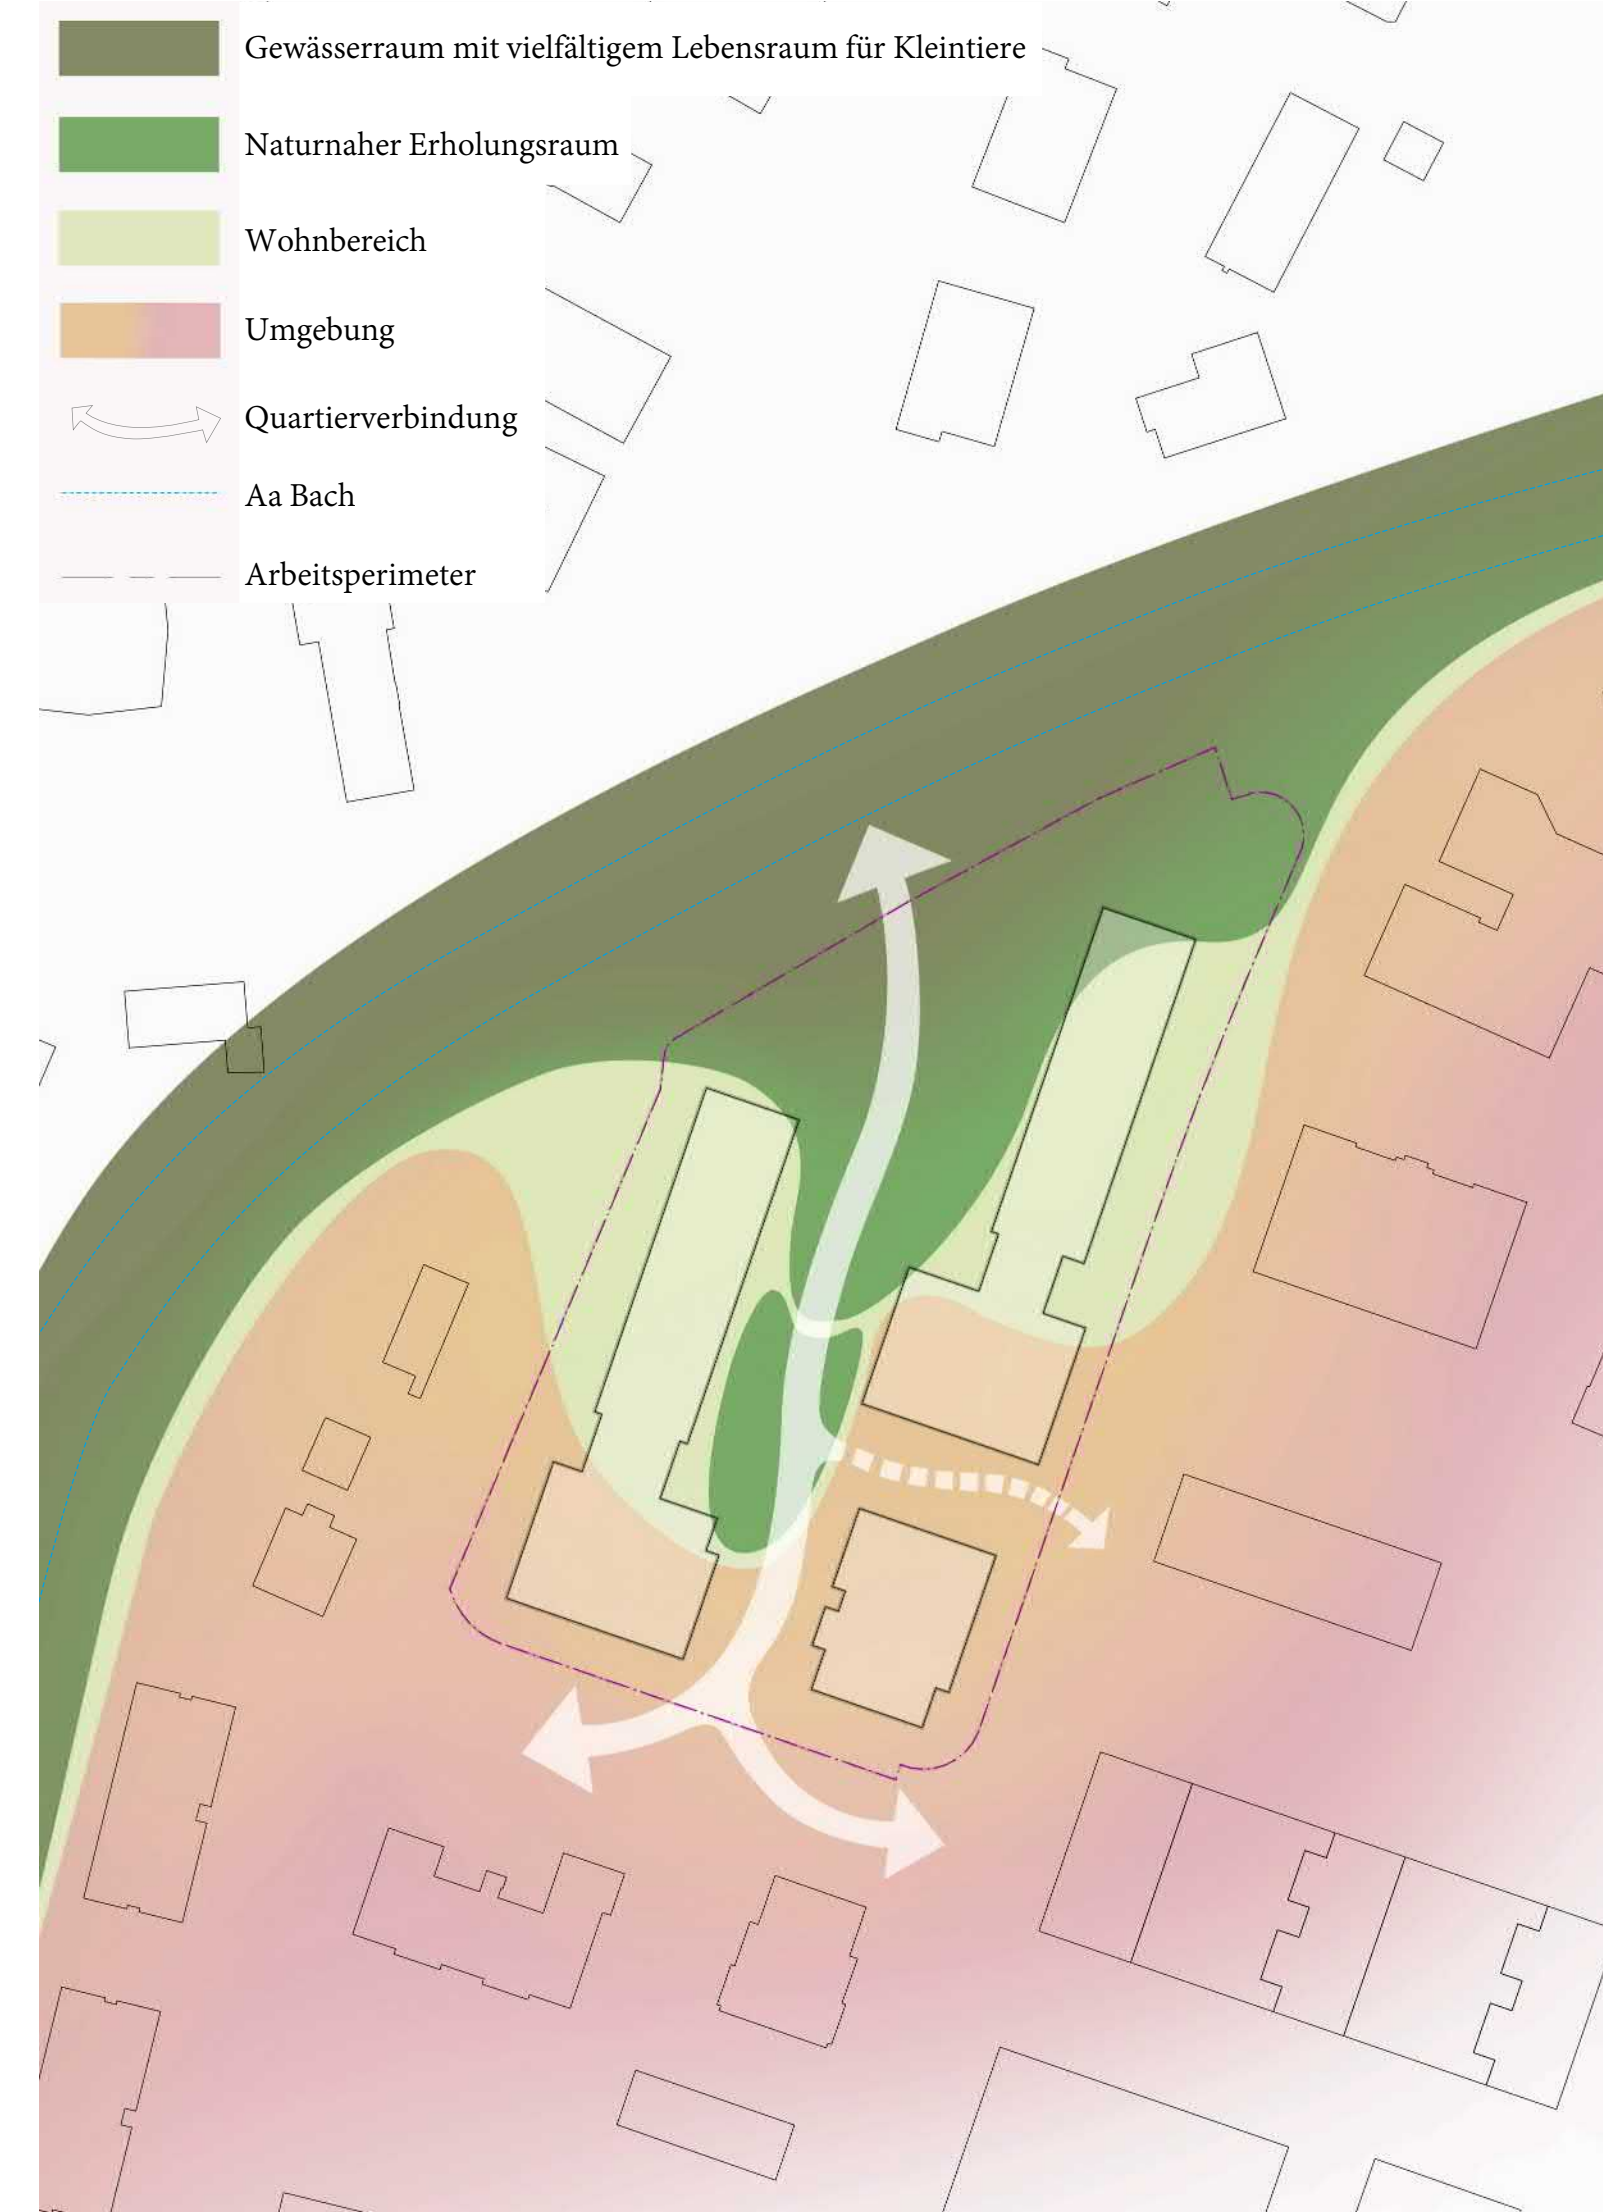 Gewässerraum mit vielfältigem Lebensraum für Kleintiere
Naturnaher Erholungsraum
Wohnbereich
Umgebung
Quartierverbindung
Aa Bach
Arbeitsperimeter